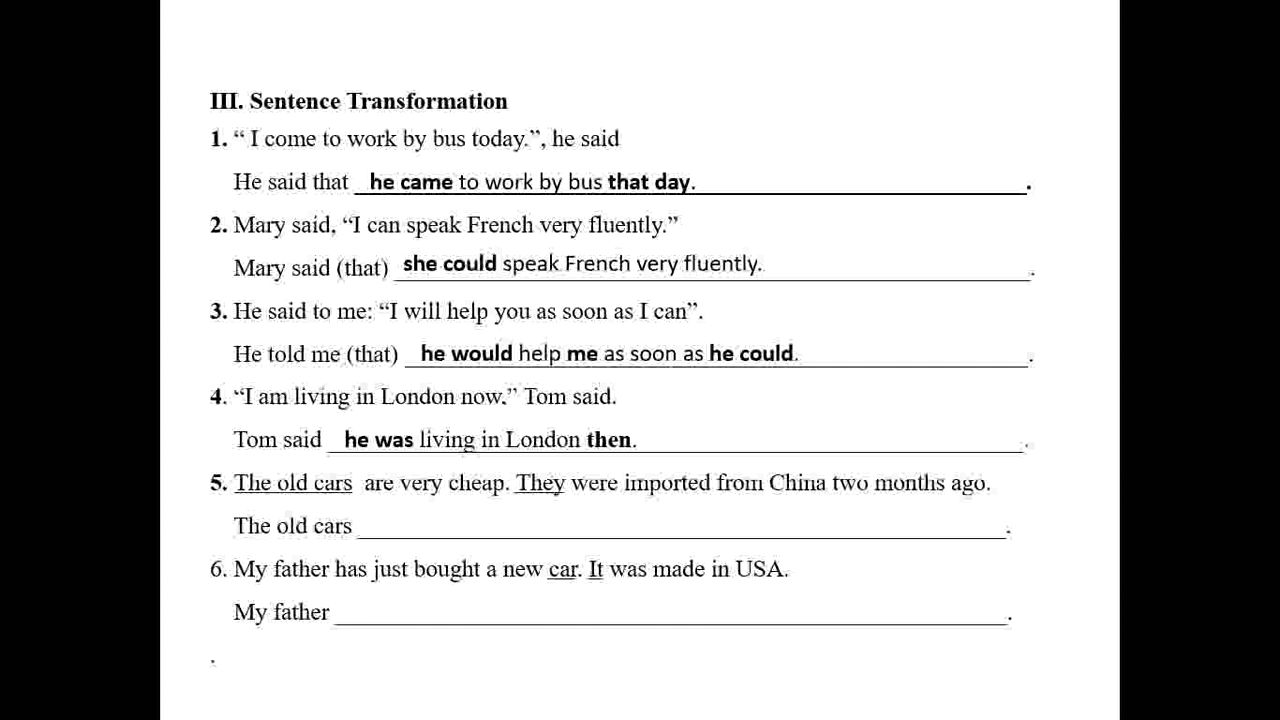 III. Sentence Transformation
1. “ I come to work by bus today.”, he said
He said that he came to work by bus that day. .
2. Mary said, “I can speak French very fluently.”
Mary said (that) she could speak French very fluently. .
3. He said to me: “I will help you as soon as I can”.
He told me (that) he would help me as soon as he could. .
4. “I am living in London now.” Tom said.
Tom said he was living in London then. .
5. The old cars are very cheap. They were imported from China two months ago.
The old cars .
6. My father has just bought a new car. It was made in USA.
My father .
.